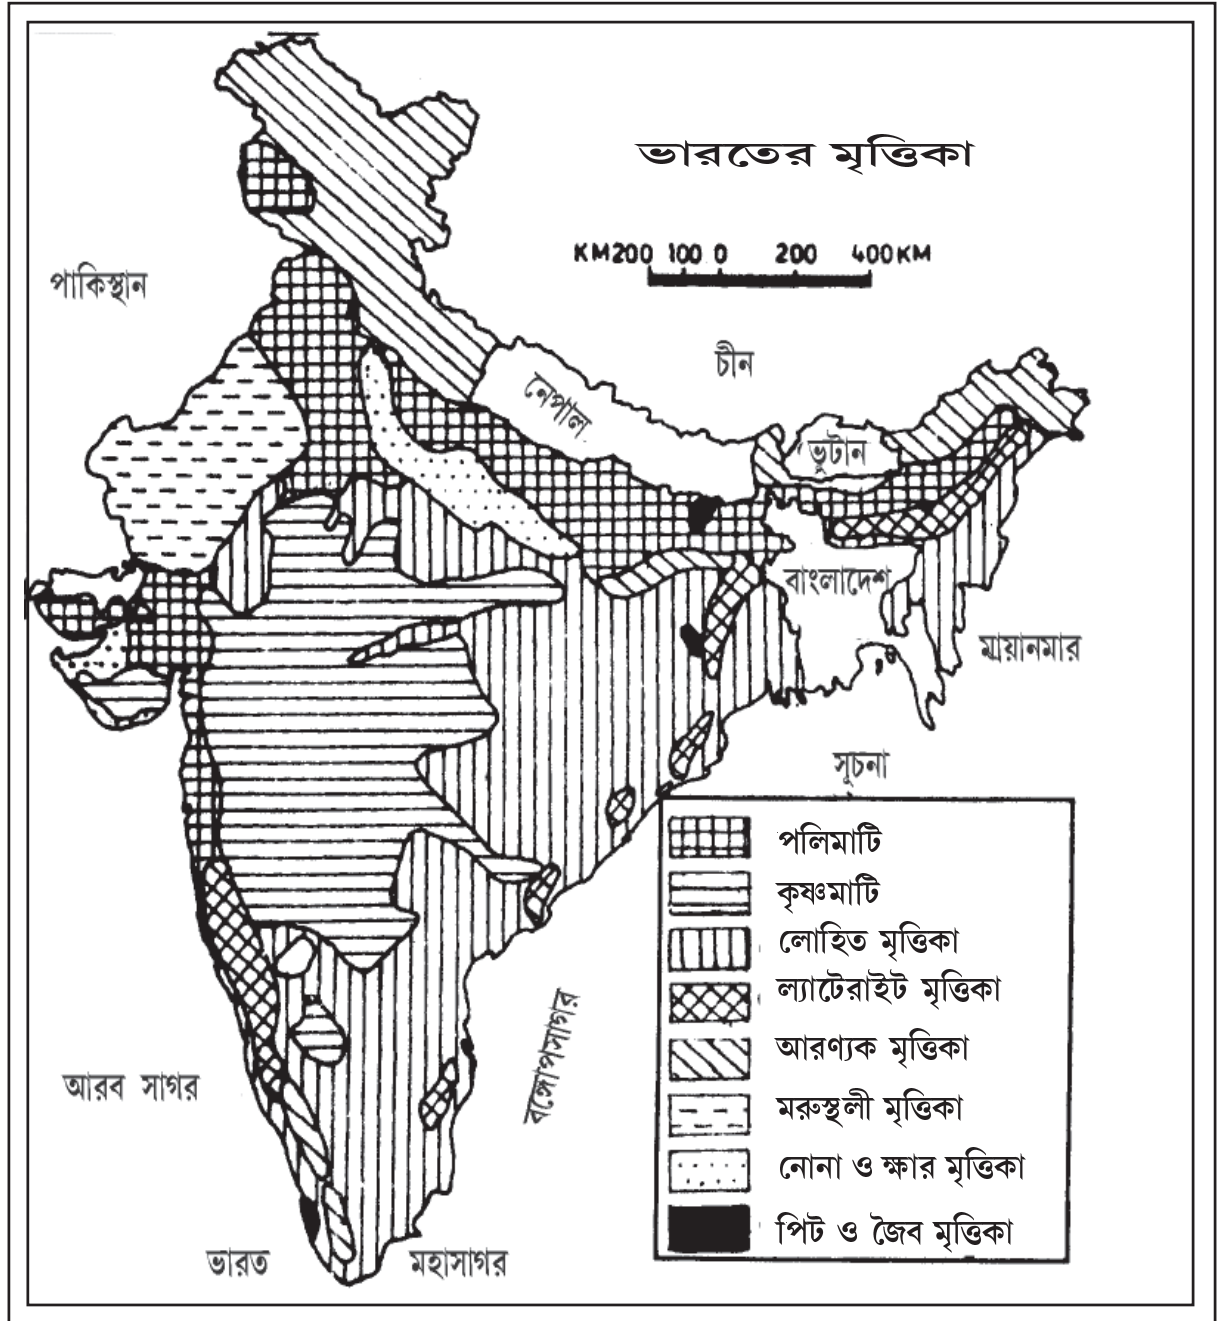 ভারতের মৃত্তিকা
KM200 100 0 200 400KM
পাকিস্থান
চীন
নেপাল
ভুটান
বাংলাদেশ
ম্রায়ানমার
সূচনা
পলিমাটি
কৃষ্ণমাটি
লোহিত মৃত্তিকা
ল্যাটেরাইট মৃত্তিকা
আরণ্যক মৃত্তিকা
মরুস্থলী মৃত্তিকা
নোনা ও ক্ষার মৃত্তিকা
পিট ও জৈব মৃত্তিকা
আরব সাগর
বঙ্গোপসাগর
ভারত মহাসাগর